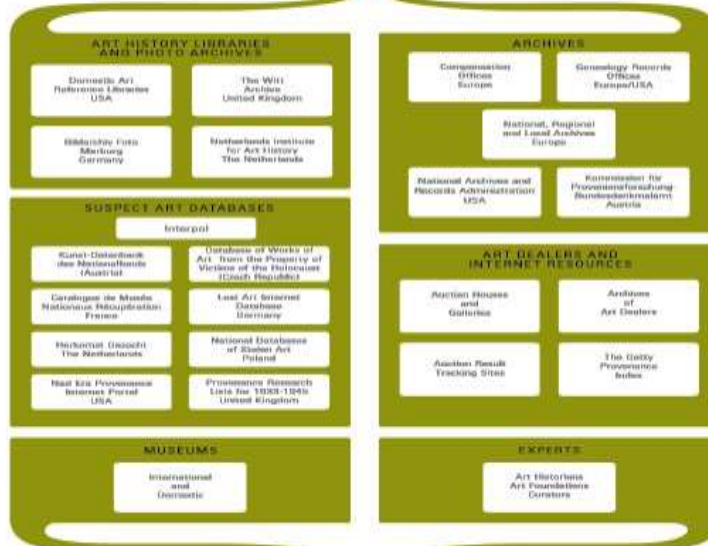 ART HISTORY LIBRARIES
AND PHOTO ARCHIVES
Domestic Art
Reference Libraries
USA
The Witt
Archive
United Kingdom
Bildarchiv Foto
Marburg
Germany
Netherlands Institute
for Art History
The Netherlands
SUSPECT ART DATABASES
Interpol
Kunst-Datenbank
des Nationalfonds
(Austria)
Database of Works of
Art from the Property of
Victims of the Holocaust
(Czech Republic)
Catalogue de Musée
Nationaux Récupération
France
Lost Art Internet
Database
Germany
Herkomst Gezocht
The Netherlands
National Databases
of Stolen Art
Poland
Nazi Era Provenance
Internet Portal
USA
Provenance Research
Lists for 1933-1945
United Kingdom
MUSEUMS
International
and
Domestic
ARCHIVES
Compensation
Offices
Europe
Genealogy Records
Offices
Europe/USA
National, Regional
and Local Archives
Europe
National Archives and
Records Administration
USA
Kommission für
Provenienzforschung
Bundesdenkmalamt
Austria
ART DEALERS AND
INTERNET RESOURCES
Auction Houses
and
Galleries
Archives
of
Art Dealers
Auction Result
Tracking Sites
The Getty
Provenance
Index
EXPERTS
Art Historians
Art Foundations
Curators